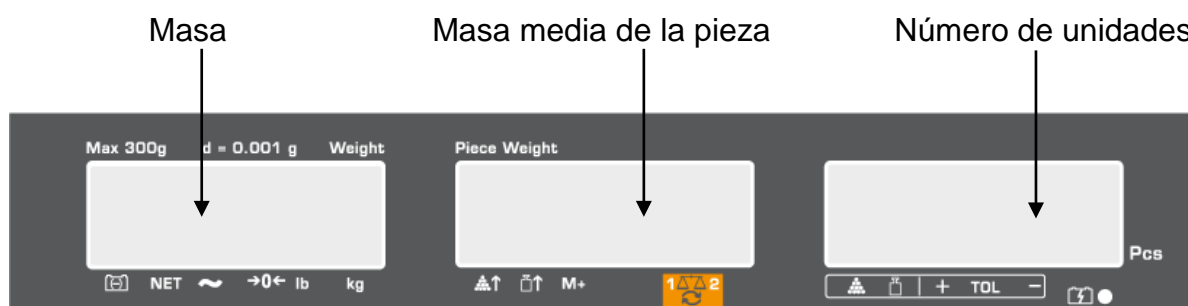 Masa Masa media de la pieza Número de unidades
Max 300g d = 0.001 g Weight Piece Weight
Pcs
NET ~ →0← lb kg M+ 1 2 + TOL −